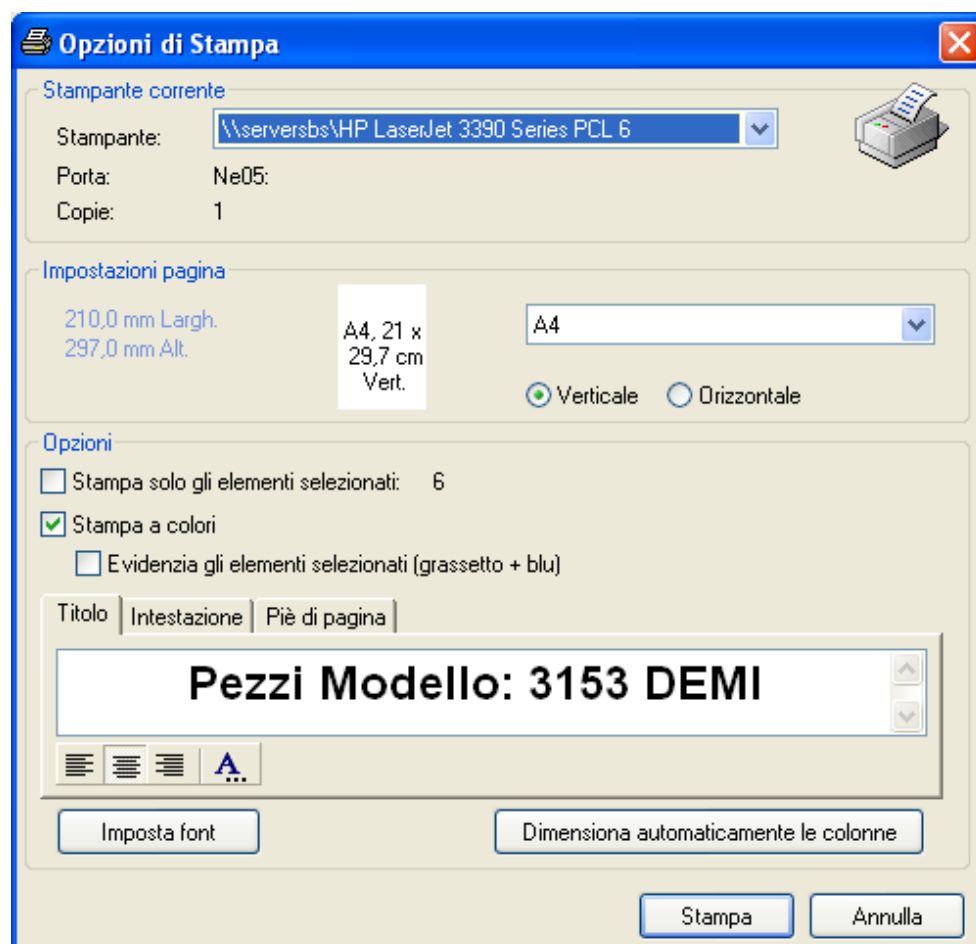 Opzioni di Stampa
Stampante corrente
Stampante: \\serversbs\HP LaserJet 3390 Series PCL 6
Porta: Ne05:
Copie: 1
Impostazioni pagina
210,0 mm Largh.
297,0 mm Alt.
A4, 21 x
29,7 cm
Vert.
A4
Verticale Orizzontale
Opzioni
Stampa solo gli elementi selezionati: 6
Stampa a colori
Evidenzia gli elementi selezionati (grassetto + blu)
Titolo Intestazione Piè di pagina
Pezzi Modello: 3153 DEMI
A...
Imposta font Dimensiona automaticamente le colonne
Stampa Annulla